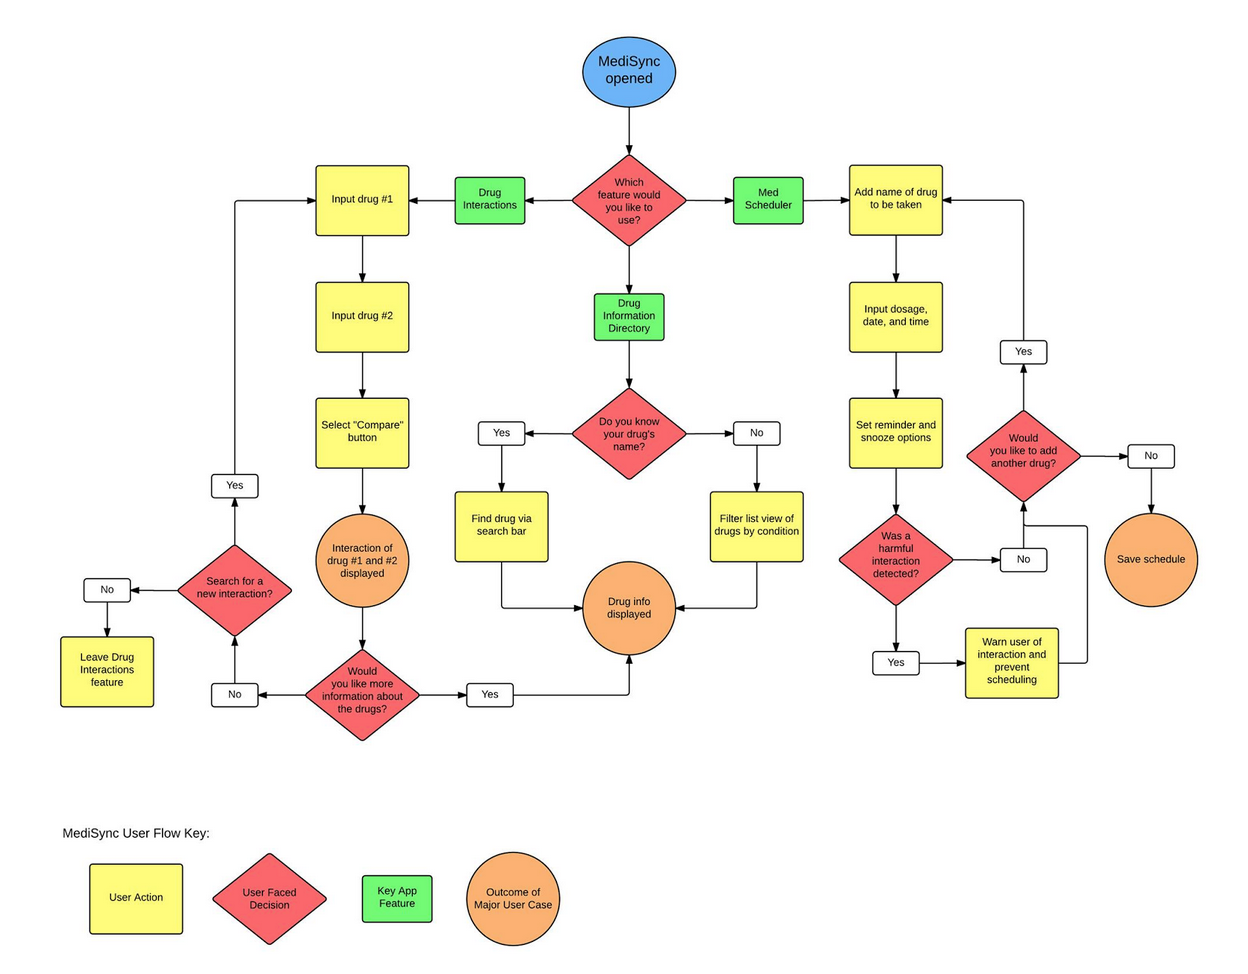 MediSync
opened
Which
feature would
you like to
use?
Drug
Interactions
Input drug #1
Med
Scheduler
Add name of drug
to be taken
Input drug #2
Drug
Information
Directory
Input dosage,
date, and time
Yes
Select "Compare"
button
Yes
Do you know
your drug's
name?
No
Set reminder and
snooze options
Would
you like to add
another drug?
No
Yes
Find drug via
search bar
Filter list view of
drugs by condition
Interaction of
drug #1 and #2
displayed
Was a
harmful
interaction
detected?
No
Save schedule
No
Search for a
new interaction?
Drug info
displayed
Leave Drug
Interactions
feature
Yes
Warn user of
interaction and
prevent
scheduling
No
Would
you like more
information about
the drugs?
Yes
MediSync User Flow Key:
User Action
User Faced
Decision
Key App
Feature
Outcome of
Major User Case